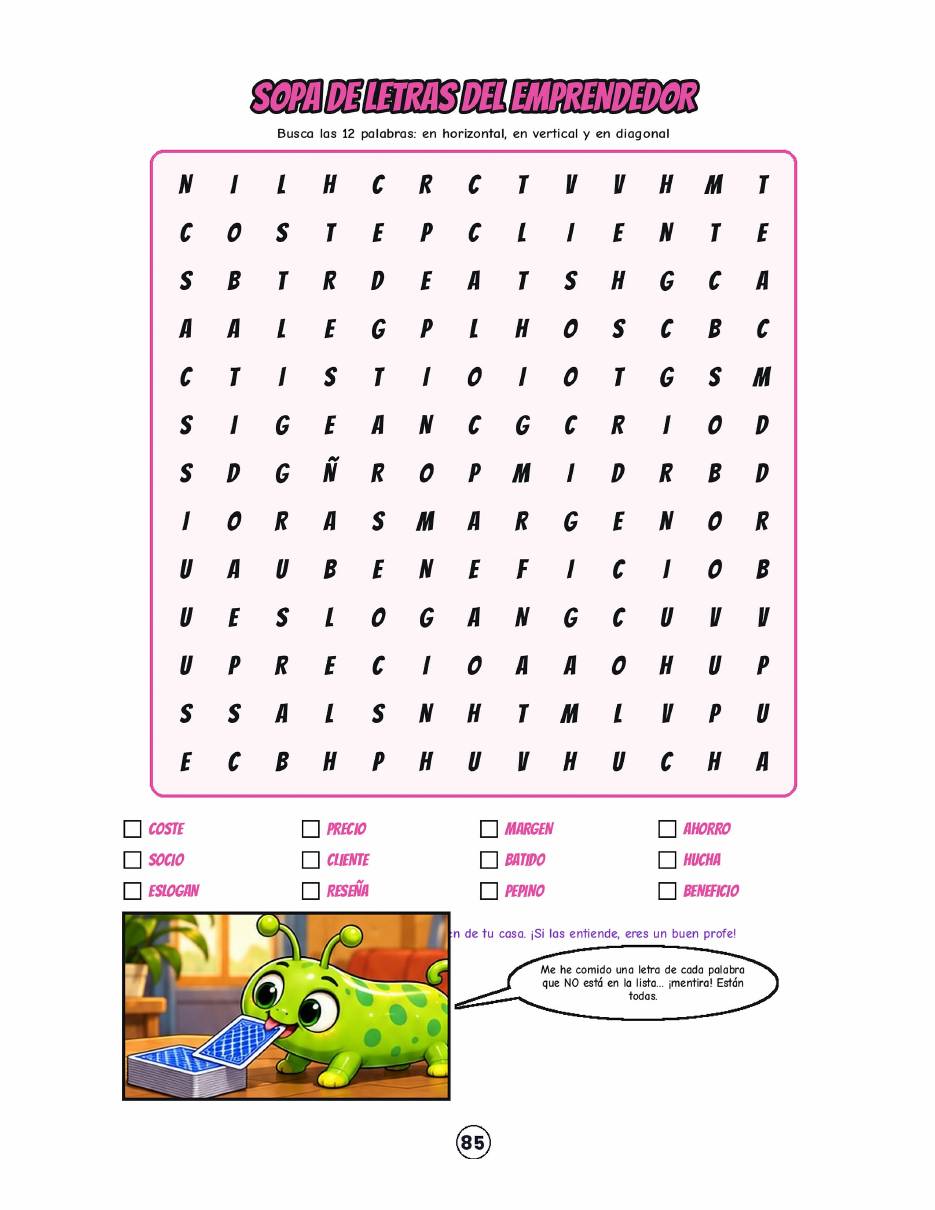 SOPA DE LETRAS DEL EMPRENDEDOR
Busca las 12 palabras: en horizontal, en vertical y en diagonal
N I L H C R C T V V H M T
C O S T E P C L I E N T E
S B T R D E A T S H G C A
A A L E G P L H O S C B C
C T I S T I O I O T G S M
S I G E A N C G C R I O D
S D G Ñ R O P M I D R B D
I O R A S M A R G E N O R
U A U B E N E F I C I O B
U E S L O G A N G C U V V
U P R E C I O A A O H U P
S S A L S N H T M L V P U
E C B H P H U V H U C H A
COSTE PRECIO MARGEN AHORRO
SOCIO CLIENTE BATIDO HUCHA
ESLOGAN RESEÑA PEPINO BENEFICIO
de tu casa. ¡Si las entiende, eres un buen profe!
Me he comido una letra de cada palabra
que NO está en la lista... ¡mentira! Están
todas.
85